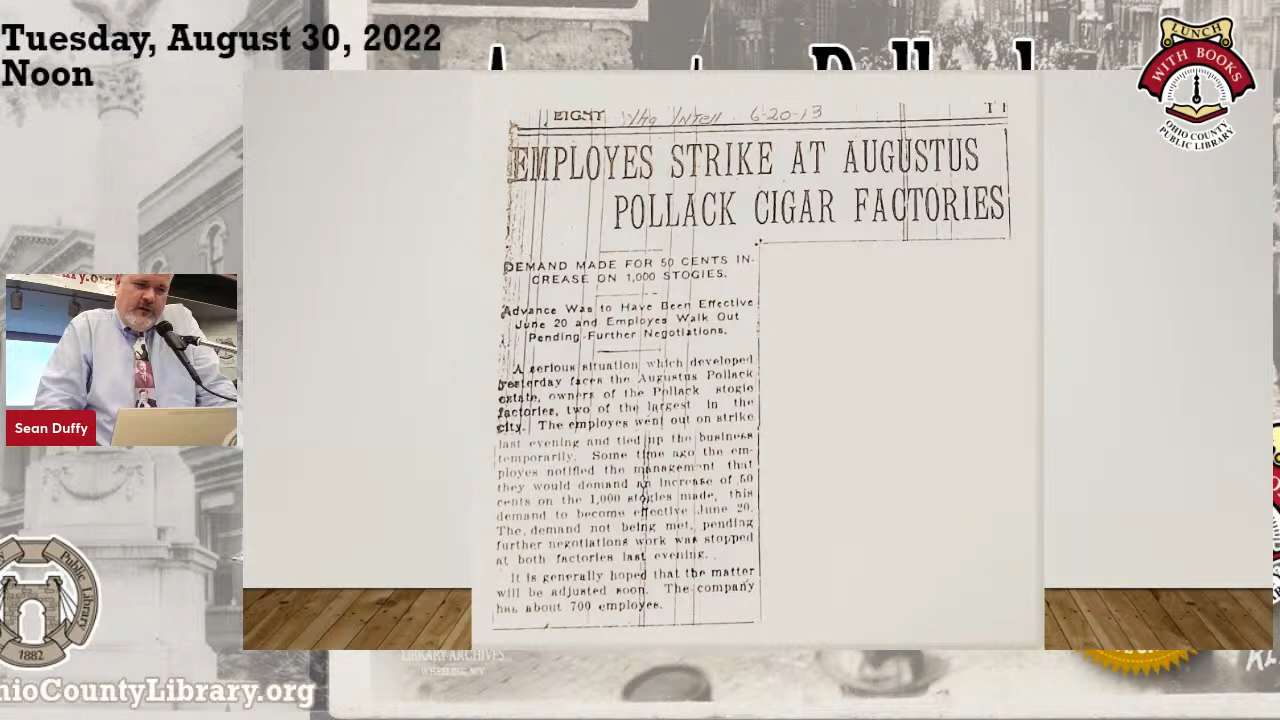 Tuesday, August 30, 2022
Noon
LUNCH
WITH BOOKS
OHIO COUNTY
PUBLIC LIBRARY
EIGHT Whg Intell. 6-20-13
EMPLOYES STRIKE AT AUGUSTUS
POLLACK CIGAR FACTORIES
DEMAND MADE FOR 50 CENTS IN-
CREASE ON 1,000 STOGIES.
Advance Was to Have Been Effective
June 20 and Employes Walk Out
Pending Further Negotiations.
A serious situation which developed
yesterday faces the Augustus Pollack
estate, owners of the Pollack stogie
factories, two of the largest in the
city. The employes went out on strike
last evening and tied up the business
temporarily. Some time ago the em-
ployes notified the management that
they would demand an increase of 50
cents on the 1,000 stogies made, this
demand to become effective June 20.
The demand not being met, pending
further negotiations work was stopped
at both factories last evening.
It is generally hoped that the matter
will be adjusted soon. The company
has about 700 employes.
Sean Duffy
Public Library
1882
LIBRARY ARCHIVES
WHEELING, WV
hioCountyLibrary.org